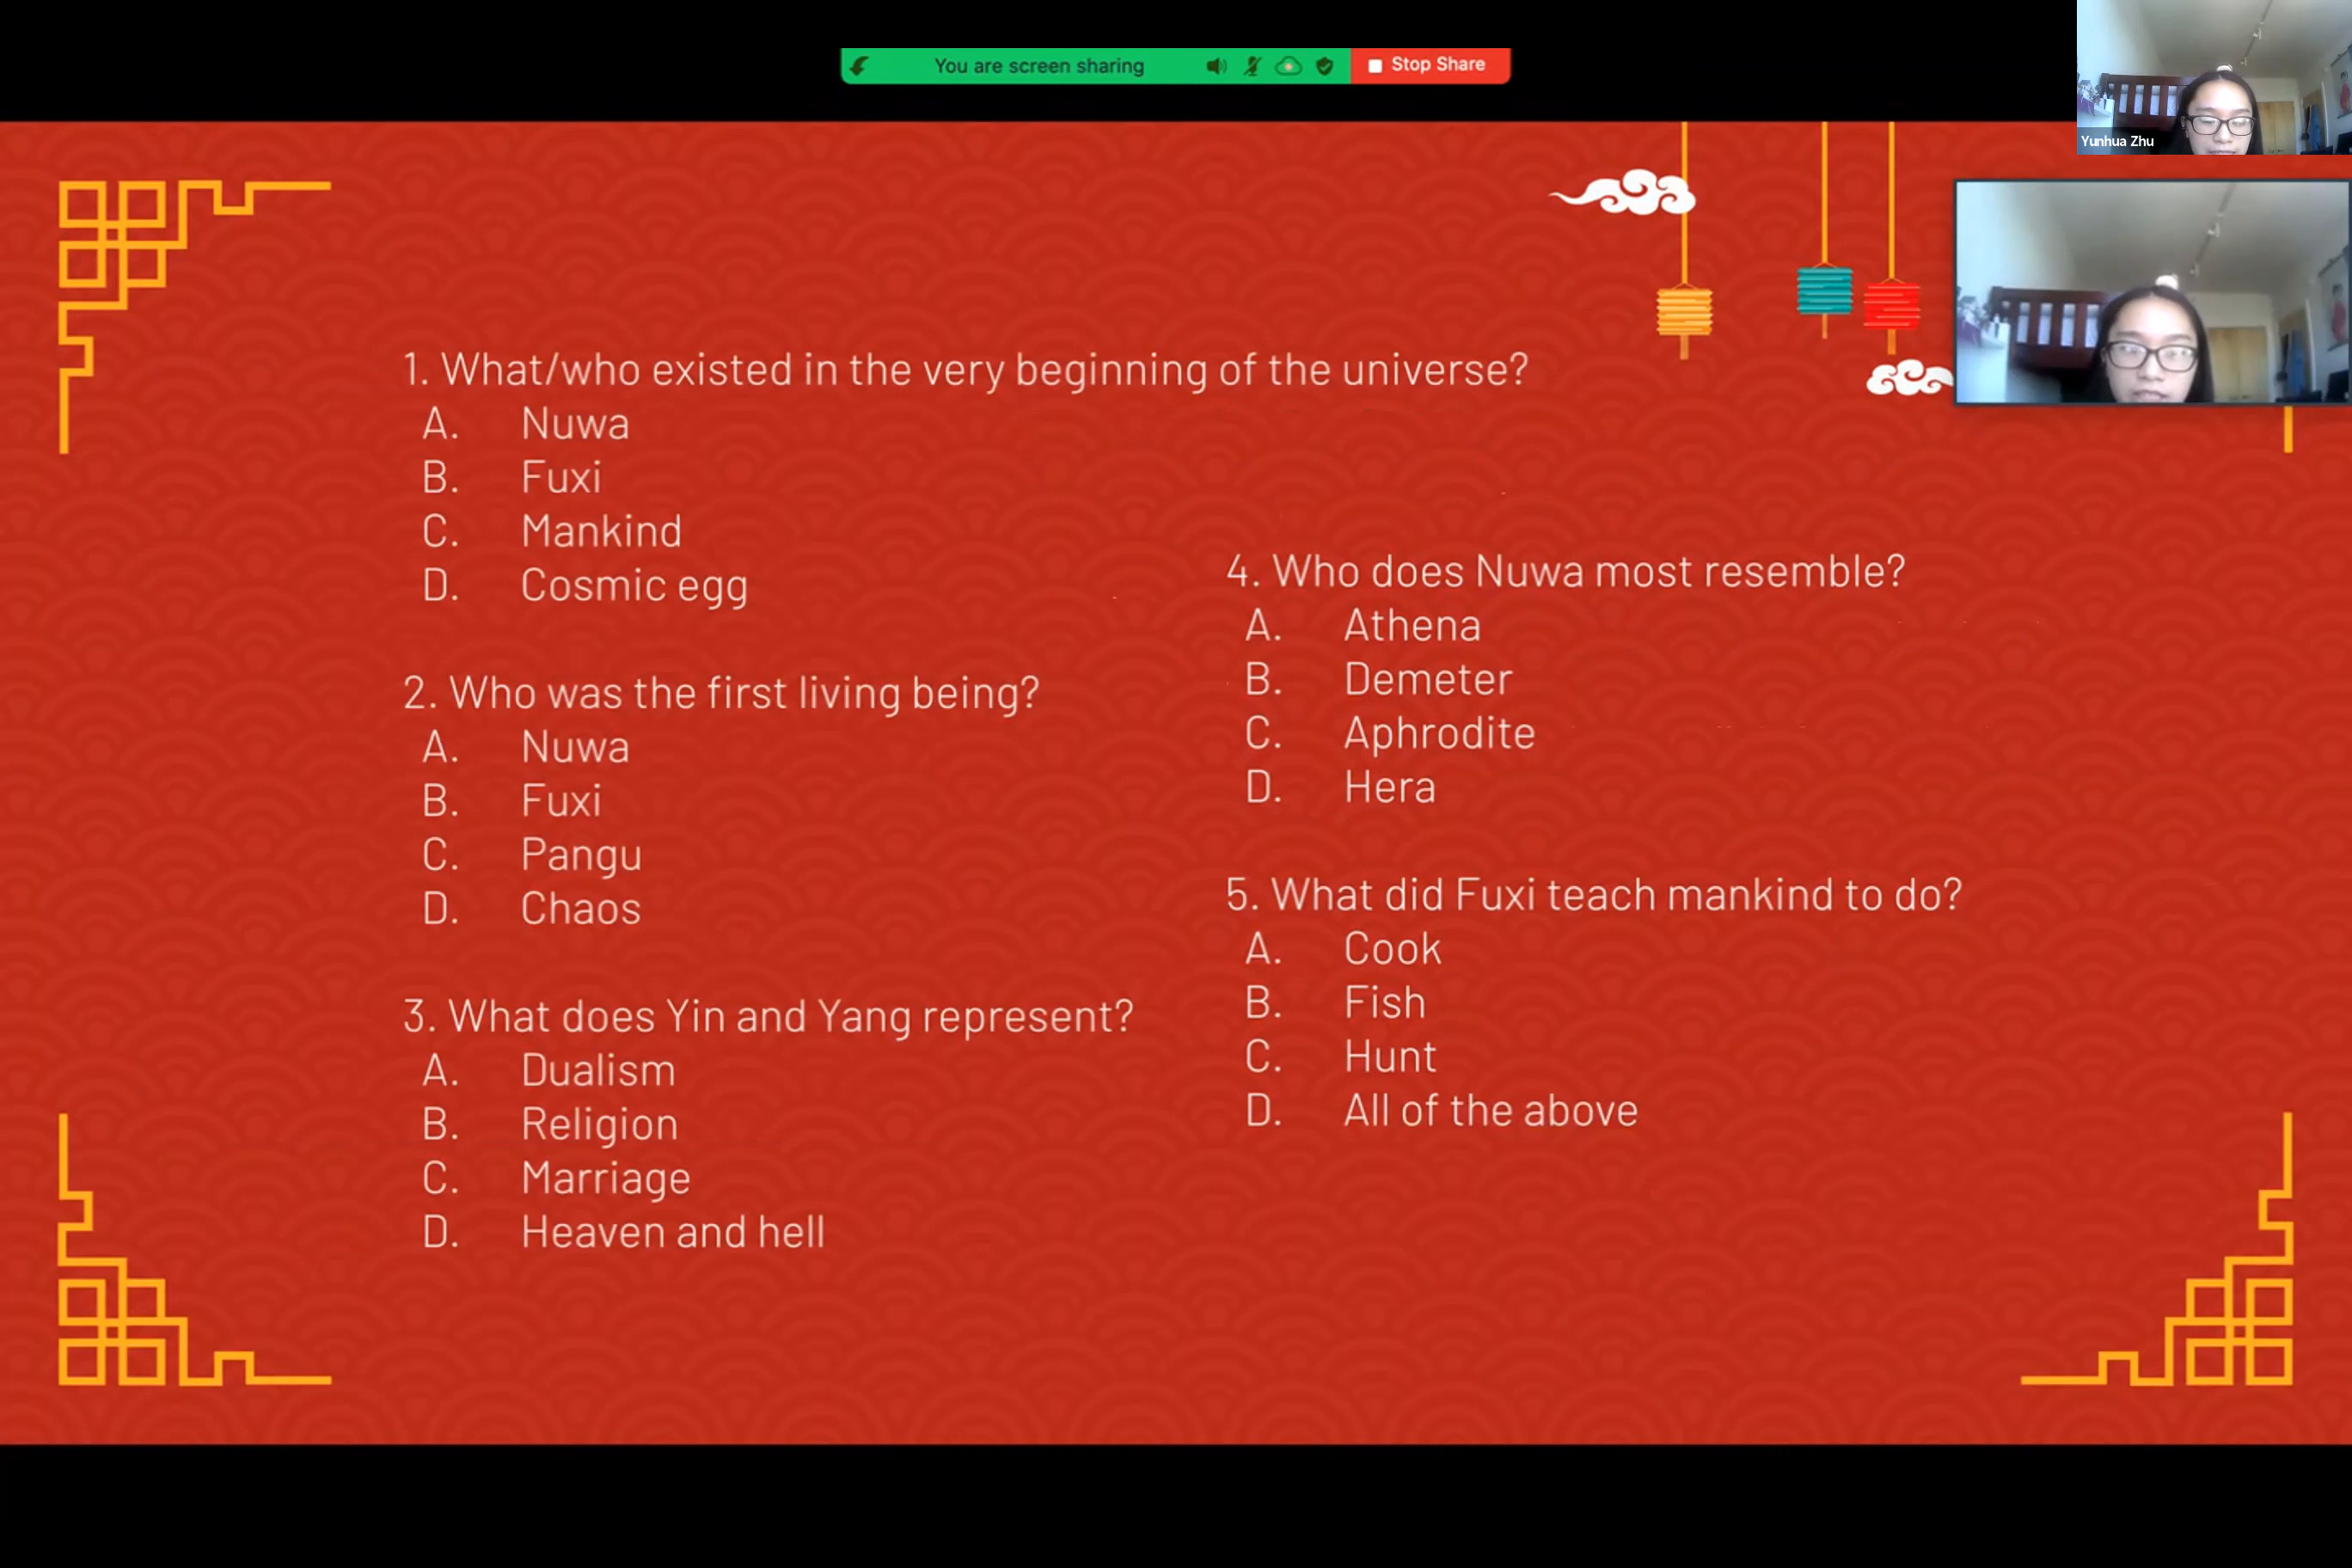 You are screen sharing
Stop Share
Yunhua Zhu
1. What/who existed in the very beginning of the universe?
A. Nuwa
B. Fuxi
C. Mankind
D. Cosmic egg
2. Who was the first living being?
A. Nuwa
B. Fuxi
C. Pangu
D. Chaos
3. What does Yin and Yang represent?
A. Dualism
B. Religion
C. Marriage
D. Heaven and hell
4. Who does Nuwa most resemble?
A. Athena
B. Demeter
C. Aphrodite
D. Hera
5. What did Fuxi teach mankind to do?
A. Cook
B. Fish
C. Hunt
D. All of the above